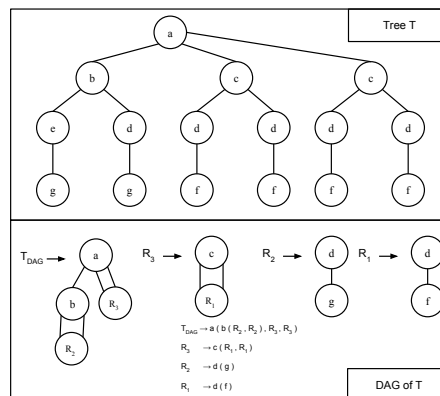 Tree T
a
b c c
e d d d d d
g g f f f f
T_DAG → a R_3 → c R_2 → d R_1 → d
b R_3 R_1 g f
R_2
T_DAG → a ( b ( R_2 , R_2 ) , R_3 , R_3 )
R_3 → c ( R_1 , R_1 )
R_2 → d ( g )
R_1 → d ( f )
DAG of T